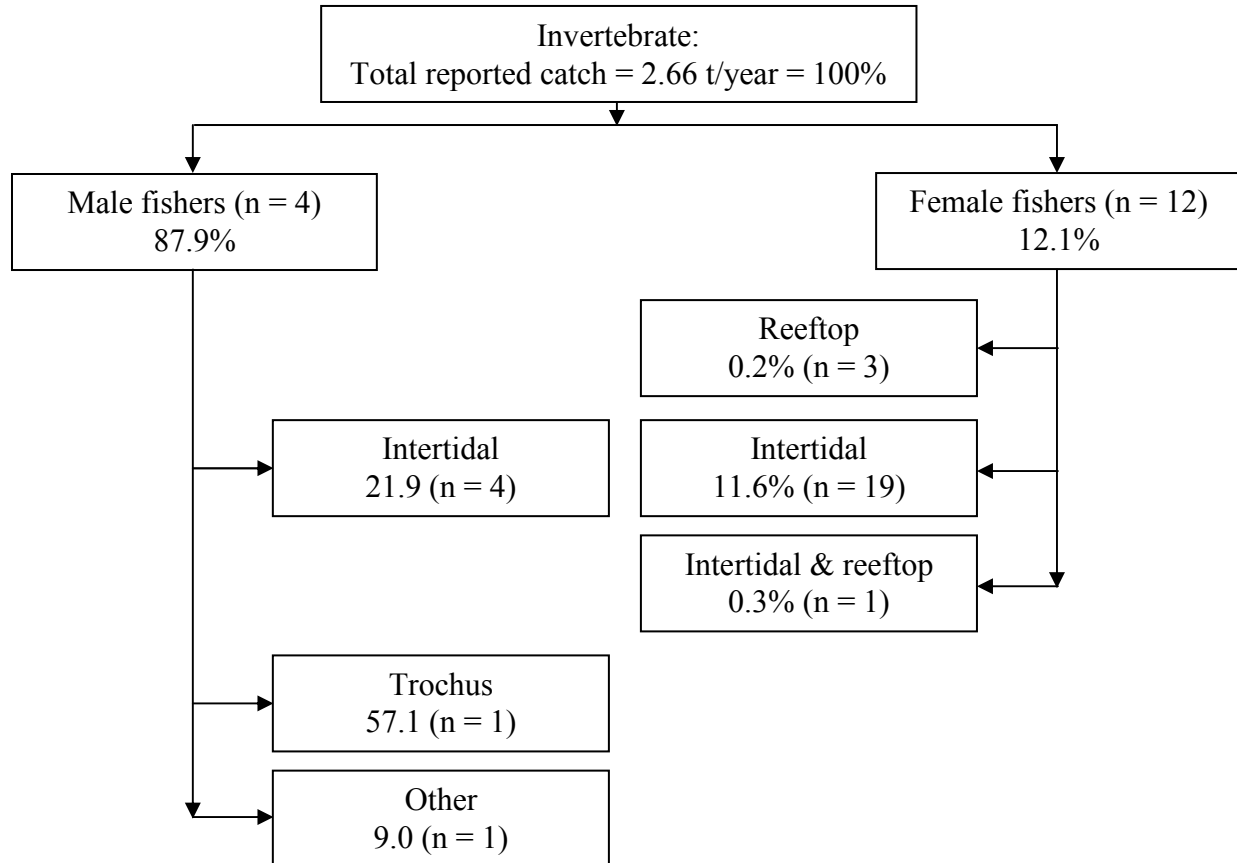 Invertebrate:
Total reported catch = 2.66 t/year = 100%
Male fishers (n = 4)
87.9%
Female fishers (n = 12)
12.1%
Reeftop
0.2% (n = 3)
Intertidal
21.9 (n = 4)
Intertidal
11.6% (n = 19)
Intertidal & reeftop
0.3% (n = 1)
Trochus
57.1 (n = 1)
Other
9.0 (n = 1)